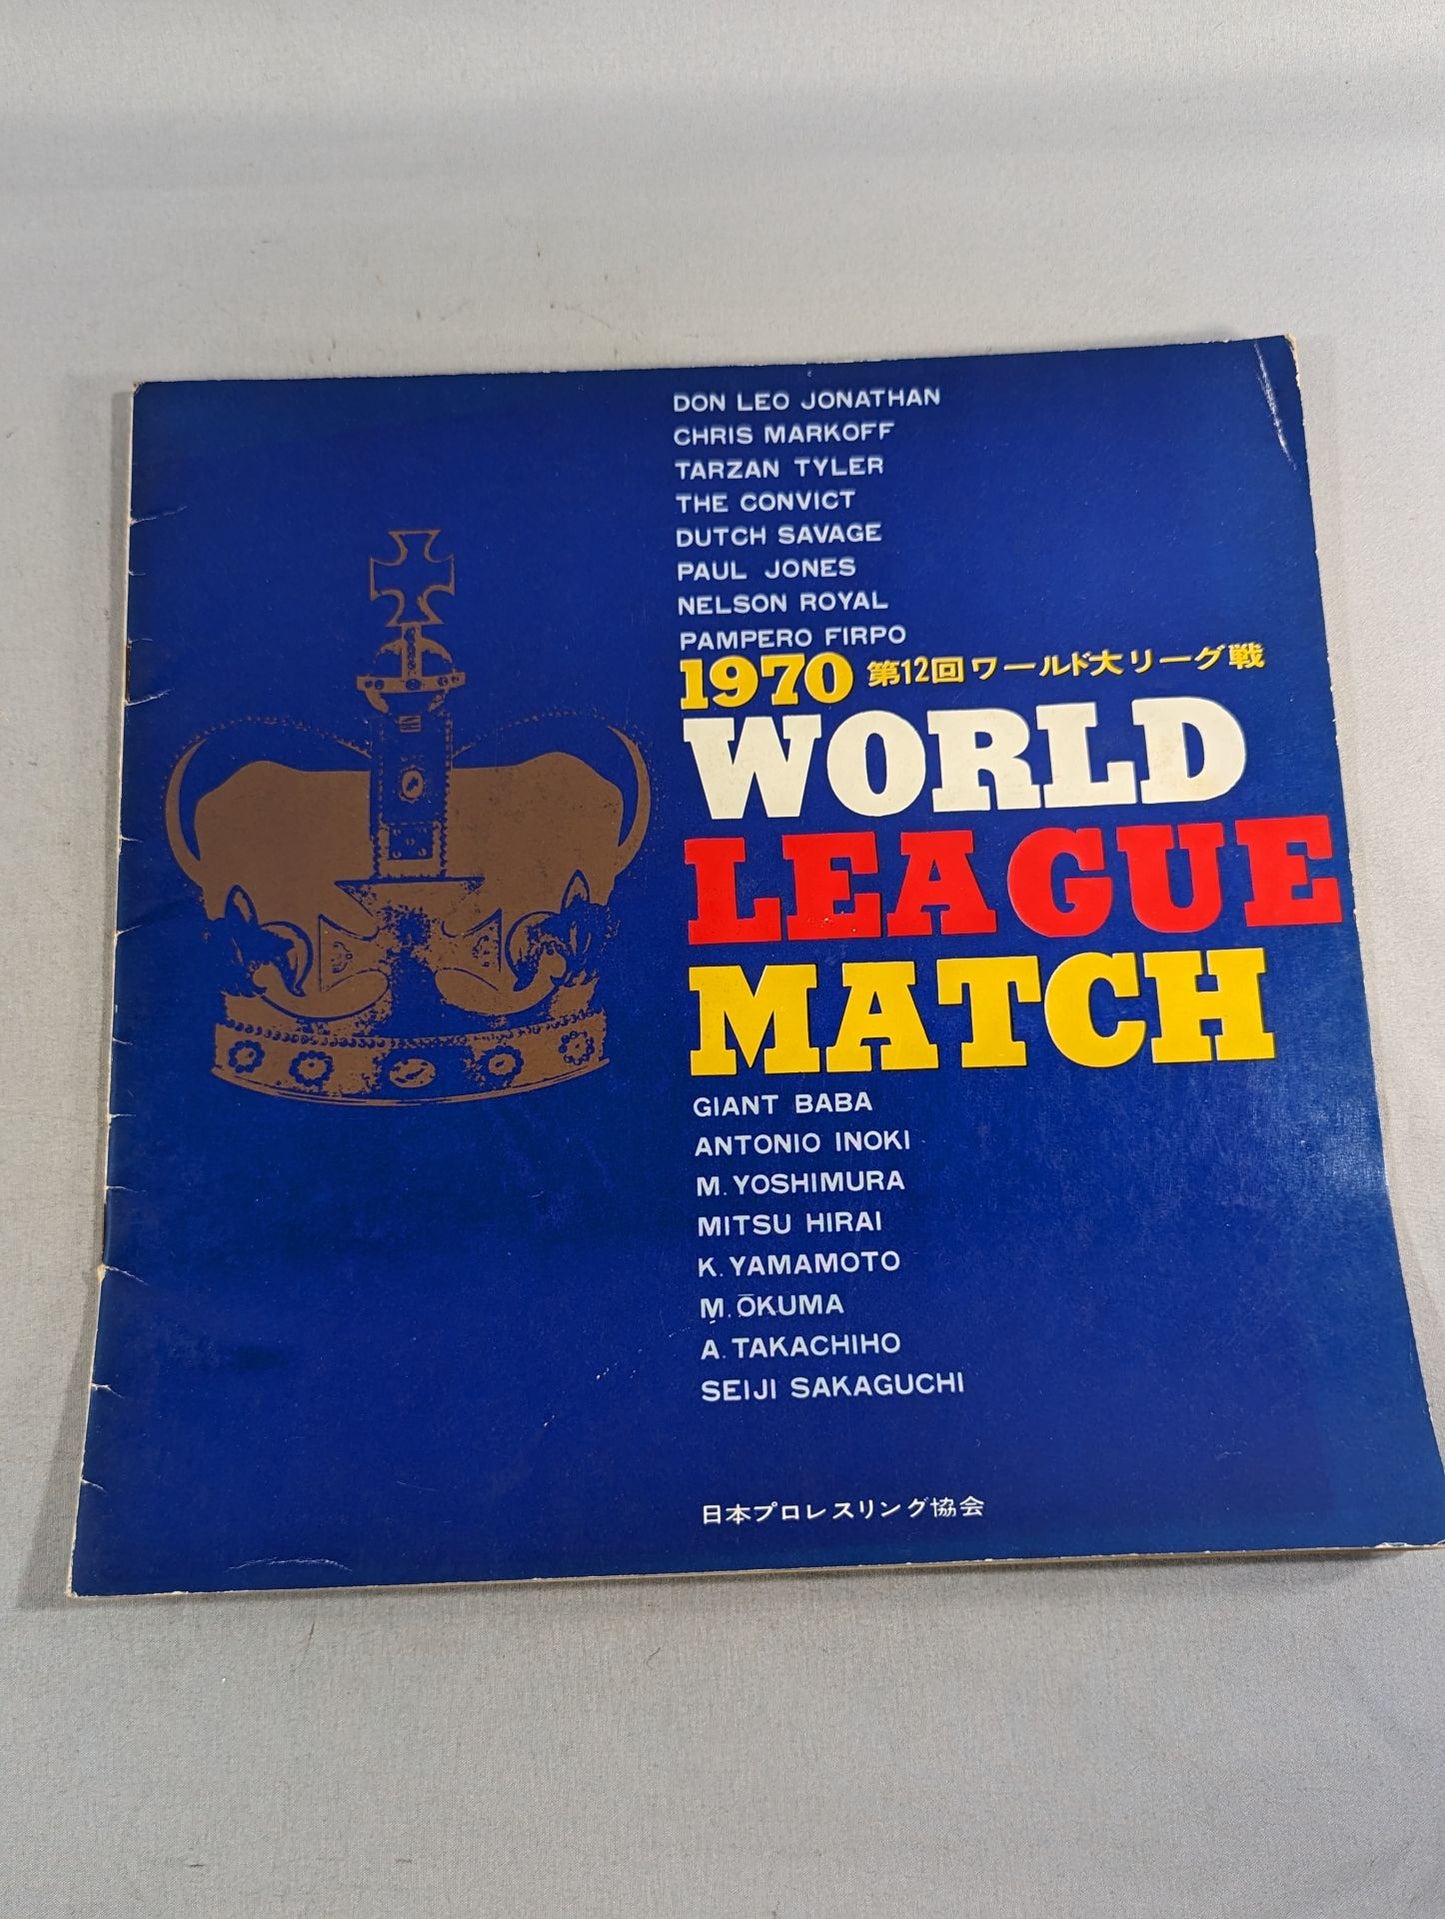 DON LEO JONATHAN
CHRIS MARKOFF
TARZAN TYLER
THE CONVICT
DUTCH SAVAGE
PAUL JONES
NELSON ROYAL
PAMPERO FIRPO
1970 第12回ワールド大リーグ戦
WORLD
LEAGUE
MATCH
GIANT BABA
ANTONIO INOKI
M. YOSHIMURA
MITSU HIRAI
K. YAMAMOTO
M. ŌKUMA
A. TAKACHIHO
SEIJI SAKAGUCHI
日本プロレスリング協会